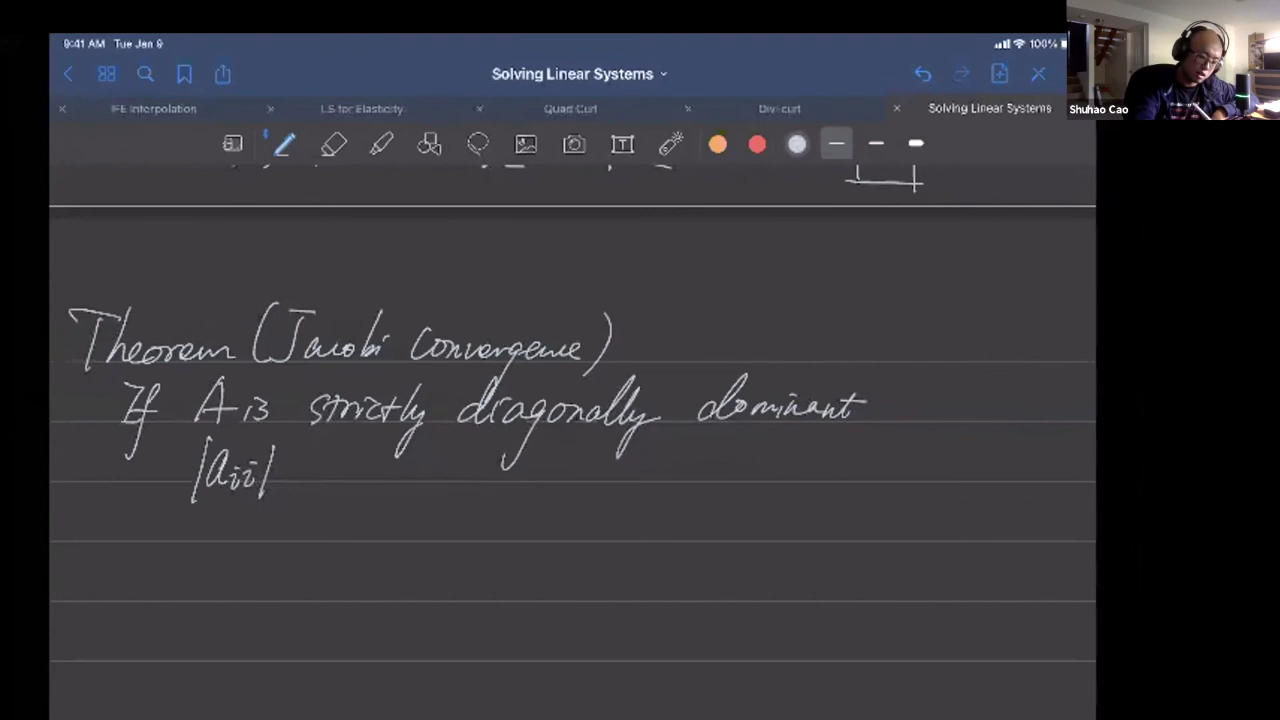 9:41 AM Tue Jan 9
100%
Solving Linear Systems
IFE Interpolation
LS for Elasticity
Quad Curl
Div-curl
Solving Linear Systems
Shuhao Cao
Theorem (Jacobi Convergence)
If A is strictly diagonally dominant
|aii|